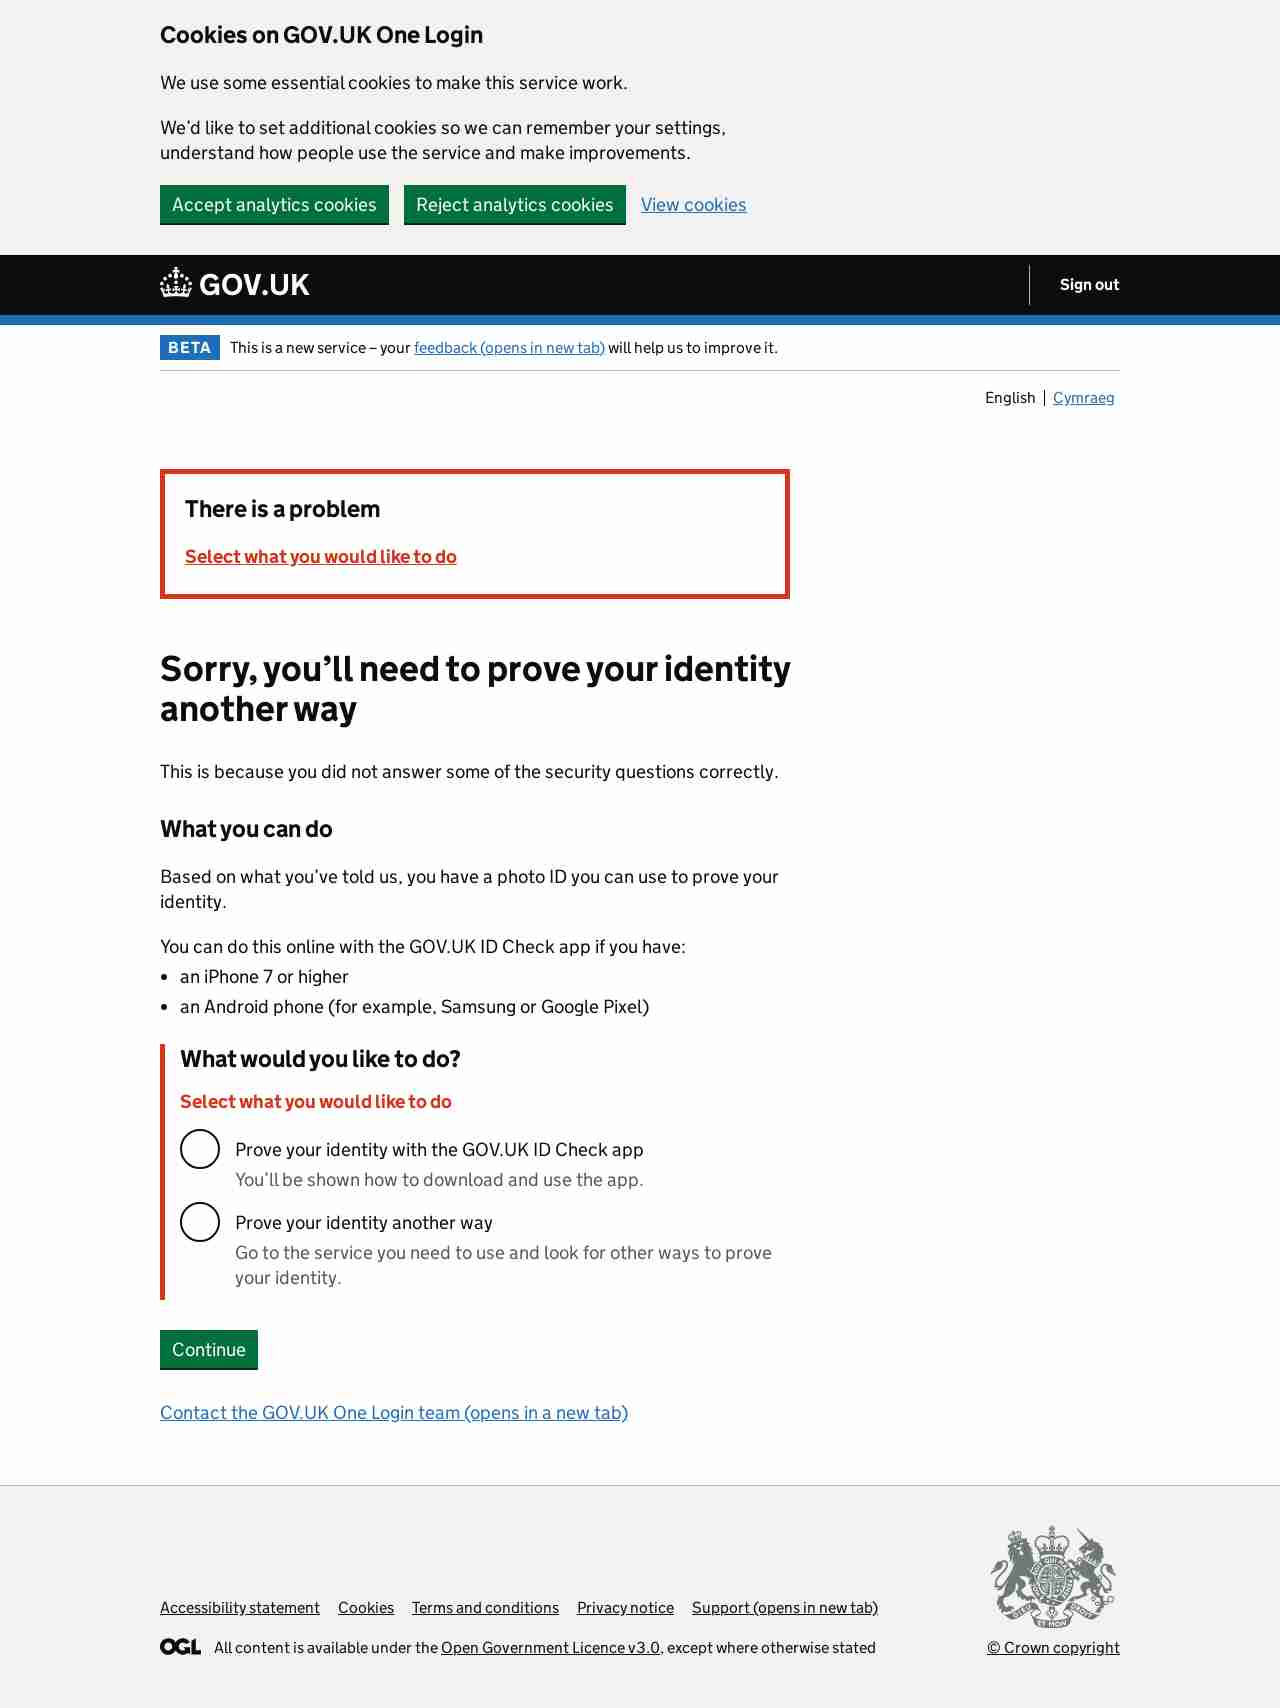 Cookies on GOV.UK One Login
We use some essential cookies to make this service work.
We’d like to set additional cookies so we can remember your settings,
understand how people use the service and make improvements.
Accept analytics cookies Reject analytics cookies View cookies
GOV.UK Sign out
BETA This is a new service – your feedback (opens in new tab) will help us to improve it.
English Cymraeg
There is a problem
Select what you would like to do
Sorry, you’ll need to prove your identity
another way
This is because you did not answer some of the security questions correctly.
What you can do
Based on what you’ve told us, you have a photo ID you can use to prove your
identity.
You can do this online with the GOV.UK ID Check app if you have:
• an iPhone 7 or higher
• an Android phone (for example, Samsung or Google Pixel)
What would you like to do?
Select what you would like to do
Prove your identity with the GOV.UK ID Check app
You’ll be shown how to download and use the app.
Prove your identity another way
Go to the service you need to use and look for other ways to prove
your identity.
Continue
Contact the GOV.UK One Login team (opens in a new tab)
Accessibility statement Cookies Terms and conditions Privacy notice Support (opens in new tab)
OGL All content is available under the Open Government Licence v3.0, except where otherwise stated
© Crown copyright